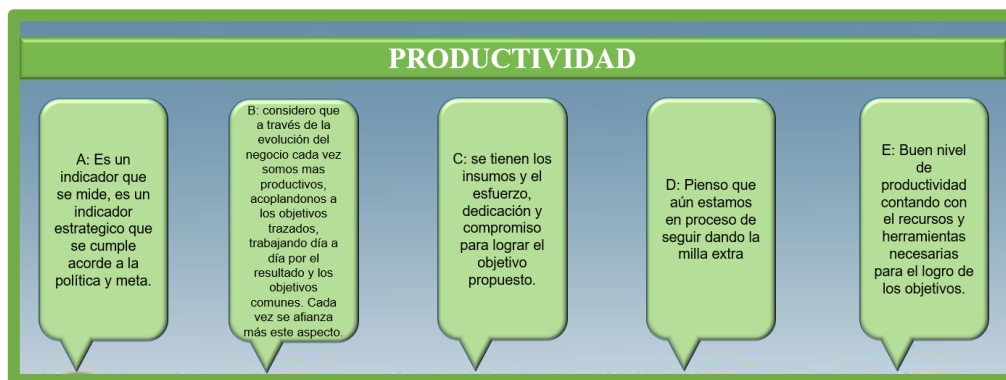 PRODUCTIVIDAD
A: Es un
indicador que
se mide, es un
indicador
estrategico que
se cumple
acorde a la
política y meta.
B: considero que
a través de la
evolución del
negocio cada vez
somos mas
productivos,
acoplandonos a
los objetivos
trazados,
trabajando día a
día por el
resultado y los
objetivos
comunes. Cada
vez se afianza
más este aspecto.
C: se tienen los
insumos y el
esfuerzo,
dedicación y
compromiso
para lograr el
objetivo
propuesto.
D: Pienso que
aún estamos
en proceso de
seguir dando la
milla extra
E: Buen nivel
de
productividad
contando con
el recursos y
herramientas
necesarias
para el logro de
los objetivos.